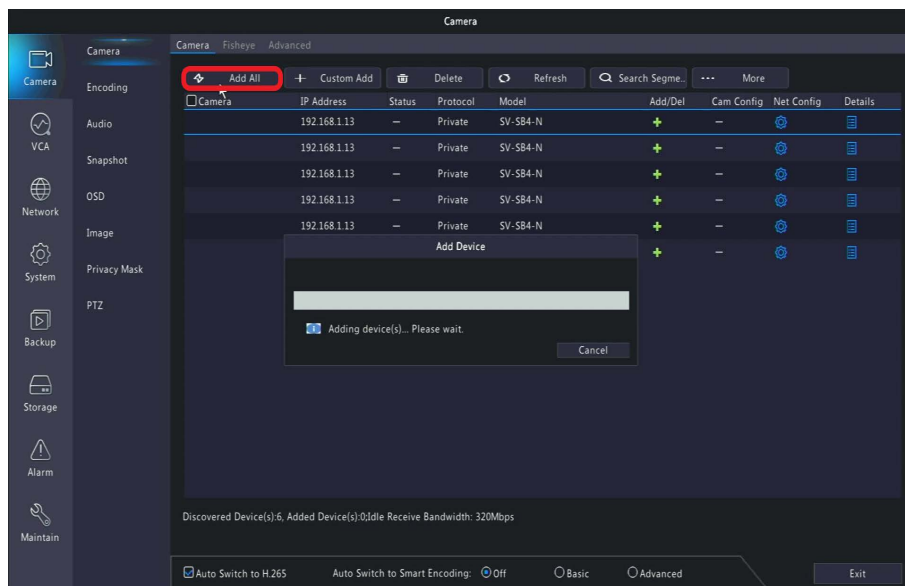 Camera
Camera Fisheye Advanced
Add All Custom Add Delete Refresh Search Segme.. ... More
Camera IP Address Status Protocol Model Add/Del Cam Config Net Config Details
192.168.1.13 – Private SV-SB4-N + –
192.168.1.13 – Private SV-SB4-N + –
192.168.1.13 – Private SV-SB4-N + –
192.168.1.13 – Private SV-SB4-N + –
192.168.1.13 – Private SV-SB4-N + –
+ –
Add Device
Adding device(s)... Please wait.
Cancel
Discovered Device(s):6, Added Device(s):0;Idle Receive Bandwidth: 320Mbps
Auto Switch to H.265 Auto Switch to Smart Encoding: Off Basic Advanced Exit
Camera
VCA
Network
System
Backup
Storage
Alarm
Maintain
Camera
Encoding
Audio
Snapshot
OSD
Image
Privacy Mask
PTZ